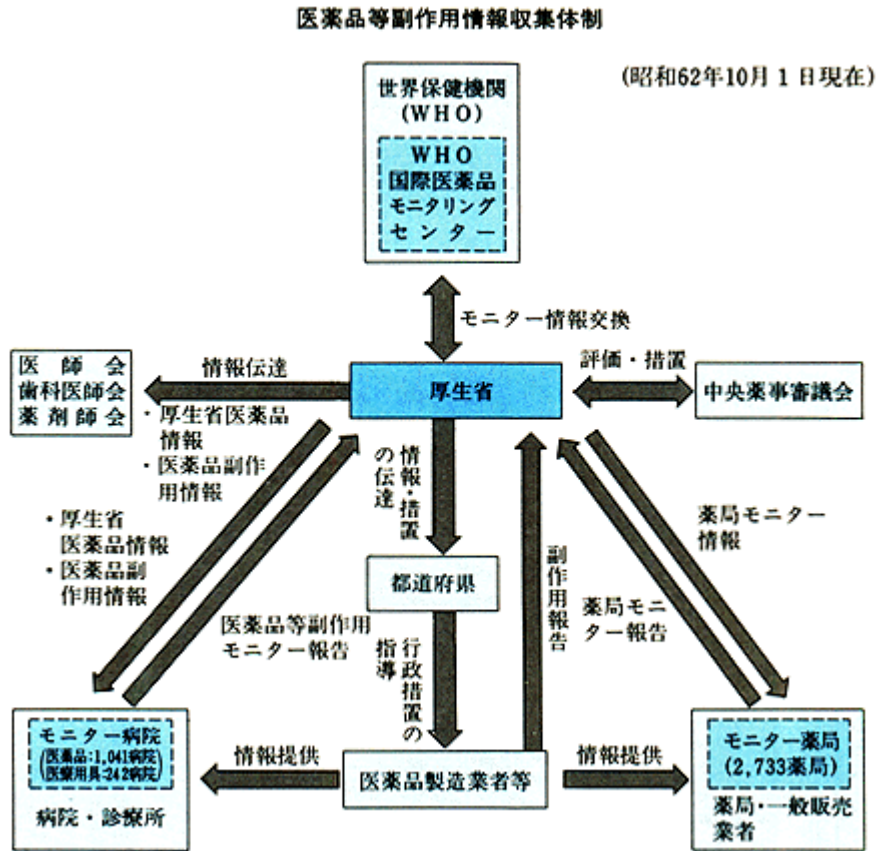 医薬品等副作用情報収集体制
(昭和62年10月1日現在)
世界保健機関
(WHO)
WHO
国際医薬品
モニタリング
センター
モニター情報交換
医師会
歯科医師会
薬剤師会
情報伝達
厚生省
評価・措置
中央薬事審議会
・厚生省医薬品
情報
・医薬品副作
用情報
・厚生省
医薬品情報
・医薬品副
作用情報
情報・措置
の伝達
薬局モニター
情報
都道府県
副作用報告
薬局モニ
ター報告
医薬品等副作用
モニター報告
行政措置の
指導
モニター病院
(医薬品:1,041病院)
(医療用具:242病院)
病院・診療所
情報提供
医薬品製造業者等
情報提供
モニター薬局
(2,733薬局)
薬局・一般販売
業者